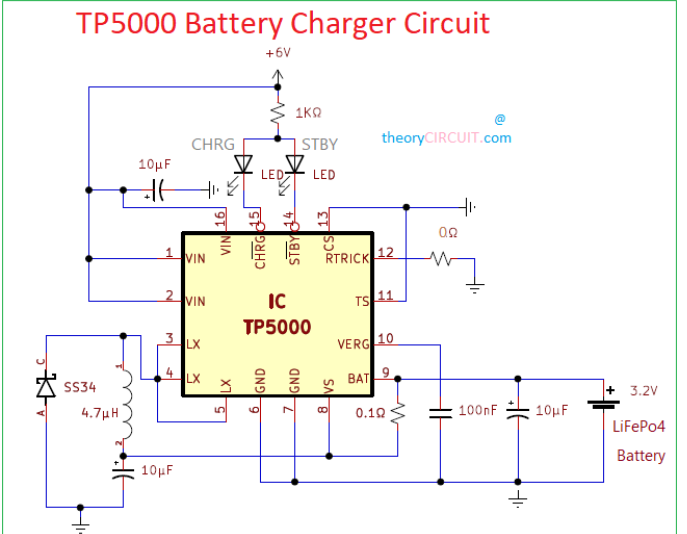 TP5000 Battery Charger Circuit
+6V
1KΩ
@
theoryCIRCUIT.com
CHRG
STBY
10μF
LED
LED
+
16
15
14
13
VIN
CHRG
STBY
CS
1
VIN
RTRICK
12
0Ω
2
VIN
TS
11
IC
TP5000
3
LX
VERG
10
4
LX
BAT
9
LX
GND
GND
VS
5
6
7
8
C
SS34
A
1
4.7μH
2
+
10μF
0.1Ω
100nF
+
10μF
+
3.2V
LiFePo4
Battery